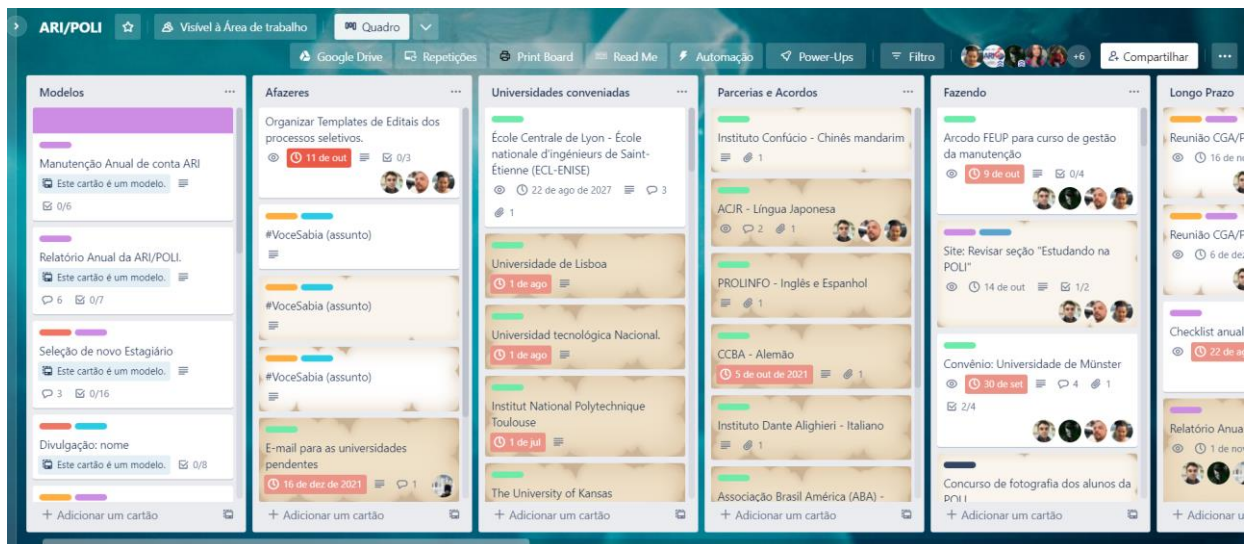 ARI/POLI
Visível à Área de trabalho
Quadro
Google Drive
Repetições
Print Board
Read Me
Automação
Power-Ups
Filtro
+6
Compartilhar
Modelos
Manutenção Anual de conta ARI
Este cartão é um modelo.
0/6
Relatório Anual da ARI/POLI.
Este cartão é um modelo.
6 0/7
Seleção de novo Estagiário
Este cartão é um modelo.
3 0/16
Divulgação: nome
Este cartão é um modelo. 0/8
+ Adicionar um cartão
Afazeres
Organizar Templates de Editais dos
processos seletivos.
11 de out 0/3
#VoceSabia (assunto)
#VoceSabia (assunto)
#VoceSabia (assunto)
E-mail para as universidades
pendentes
16 de dez de 2021 1
+ Adicionar um cartão
Universidades conveniadas
École Centrale de Lyon - École
nationale d'ingénieurs de Saint-
Étienne (ECL-ENISE)
22 de ago de 2027 3
1
Universidade de Lisboa
1 de ago
Universidad tecnológica Nacional.
1 de ago
Institut National Polytechnique
Toulouse
1 de jul
The University of Kansas
+ Adicionar um cartão
Parcerias e Acordos
Instituto Confúcio - Chinês mandarim
1
ACJR - Língua Japonesa
2 1
PROLINFO - Inglês e Espanhol
1
CCBA - Alemão
5 de out de 2021 1
Instituto Dante Alighieri - Italiano
1
Associação Brasil América (ABA) -
+ Adicionar um cartão
Fazendo
Arcodo FEUP para curso de gestão
da manutenção
9 de out 0/4
Site: Revisar seção "Estudando na
POLI"
14 de out 1/2
Convênio: Universidade de Münster
30 de set 4 1
2/4
Concurso de fotografia dos alunos da
POLI
+ Adicionar um cartão
Longo Prazo
Reunião CGA/P
16 de n
Reunião CGA/P
6 de de
Checklist anual
22 de a
Relatório Anua
1 de no
+ Adicionar u